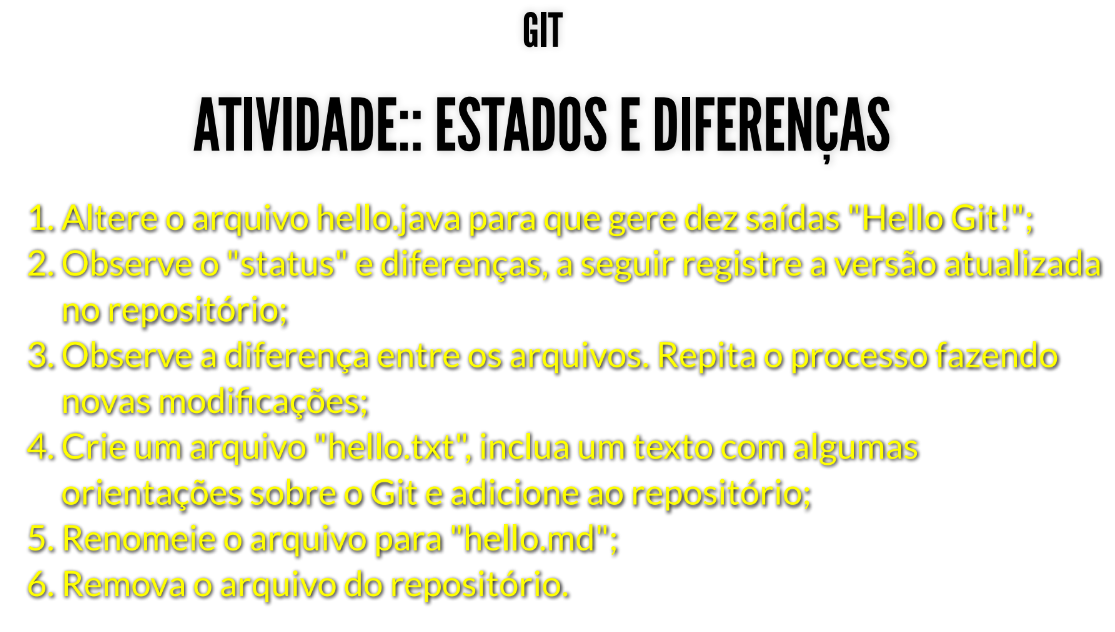 GIT
ATIVIDADE:: ESTADOS E DIFERENÇAS
1. Altere o arquivo hello.java para que gere dez saídas "Hello Git!";
2. Observe o "status" e diferenças, a seguir registre a versão atualizada
no repositório;
3. Observe a diferença entre os arquivos. Repita o processo fazendo
novas modificações;
4. Crie um arquivo "hello.txt", inclua um texto com algumas
orientações sobre o Git e adicione ao repositório;
5. Renomeie o arquivo para "hello.md";
6. Remova o arquivo do repositório.